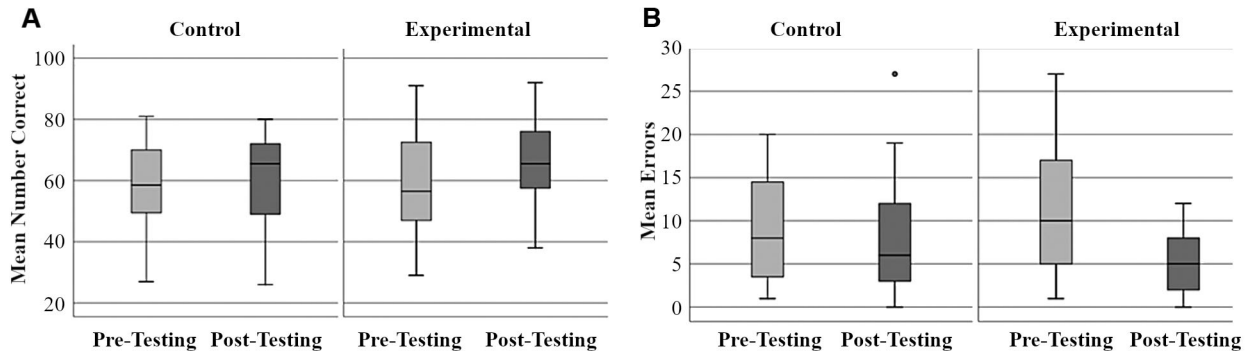 A
Control
Experimental
Mean Number Correct
100
80
60
40
20
Pre-Testing Post-Testing
Pre-Testing Post-Testing
B
Control
Experimental
Mean Errors
30
25
20
15
10
5
0
Pre-Testing Post-Testing
Pre-Testing Post-Testing